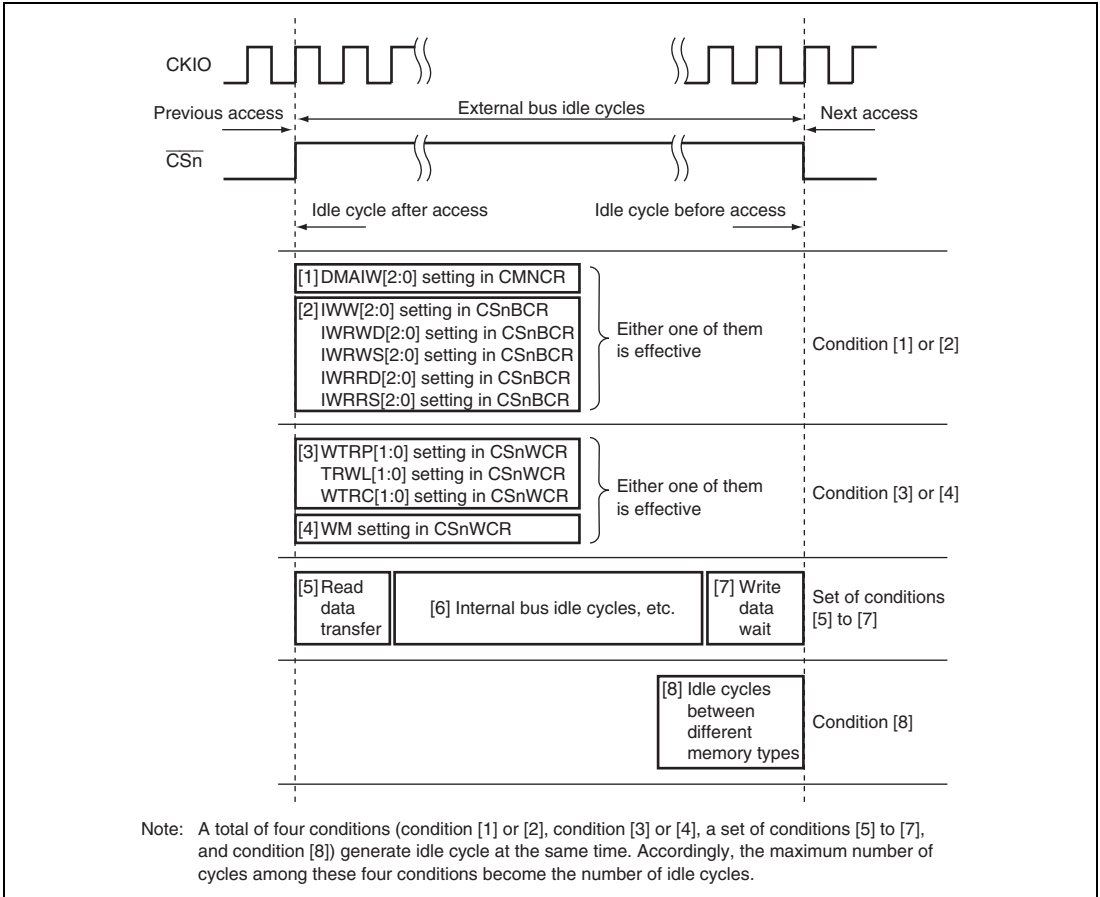 CKIO
Previous access
External bus idle cycles
Next access
CSn
Idle cycle after access
Idle cycle before access
[1] DMAIW[2:0] setting in CMNCR
[2] IWW[2:0] setting in CSnBCR
IWRWD[2:0] setting in CSnBCR
IWRWS[2:0] setting in CSnBCR
IWRRD[2:0] setting in CSnBCR
IWRRS[2:0] setting in CSnBCR
Either one of them
is effective
Condition [1] or [2]
[3] WTRP[1:0] setting in CSnWCR
TRWL[1:0] setting in CSnWCR
WTRC[1:0] setting in CSnWCR
[4] WM setting in CSnWCR
Either one of them
is effective
Condition [3] or [4]
[5] Read
data
transfer
[6] Internal bus idle cycles, etc.
[7] Write
data
wait
Set of conditions
[5] to [7]
[8] Idle cycles
between
different
memory types
Condition [8]
Note: A total of four conditions (condition [1] or [2], condition [3] or [4], a set of conditions [5] to [7],
and condition [8]) generate idle cycle at the same time. Accordingly, the maximum number of
cycles among these four conditions become the number of idle cycles.